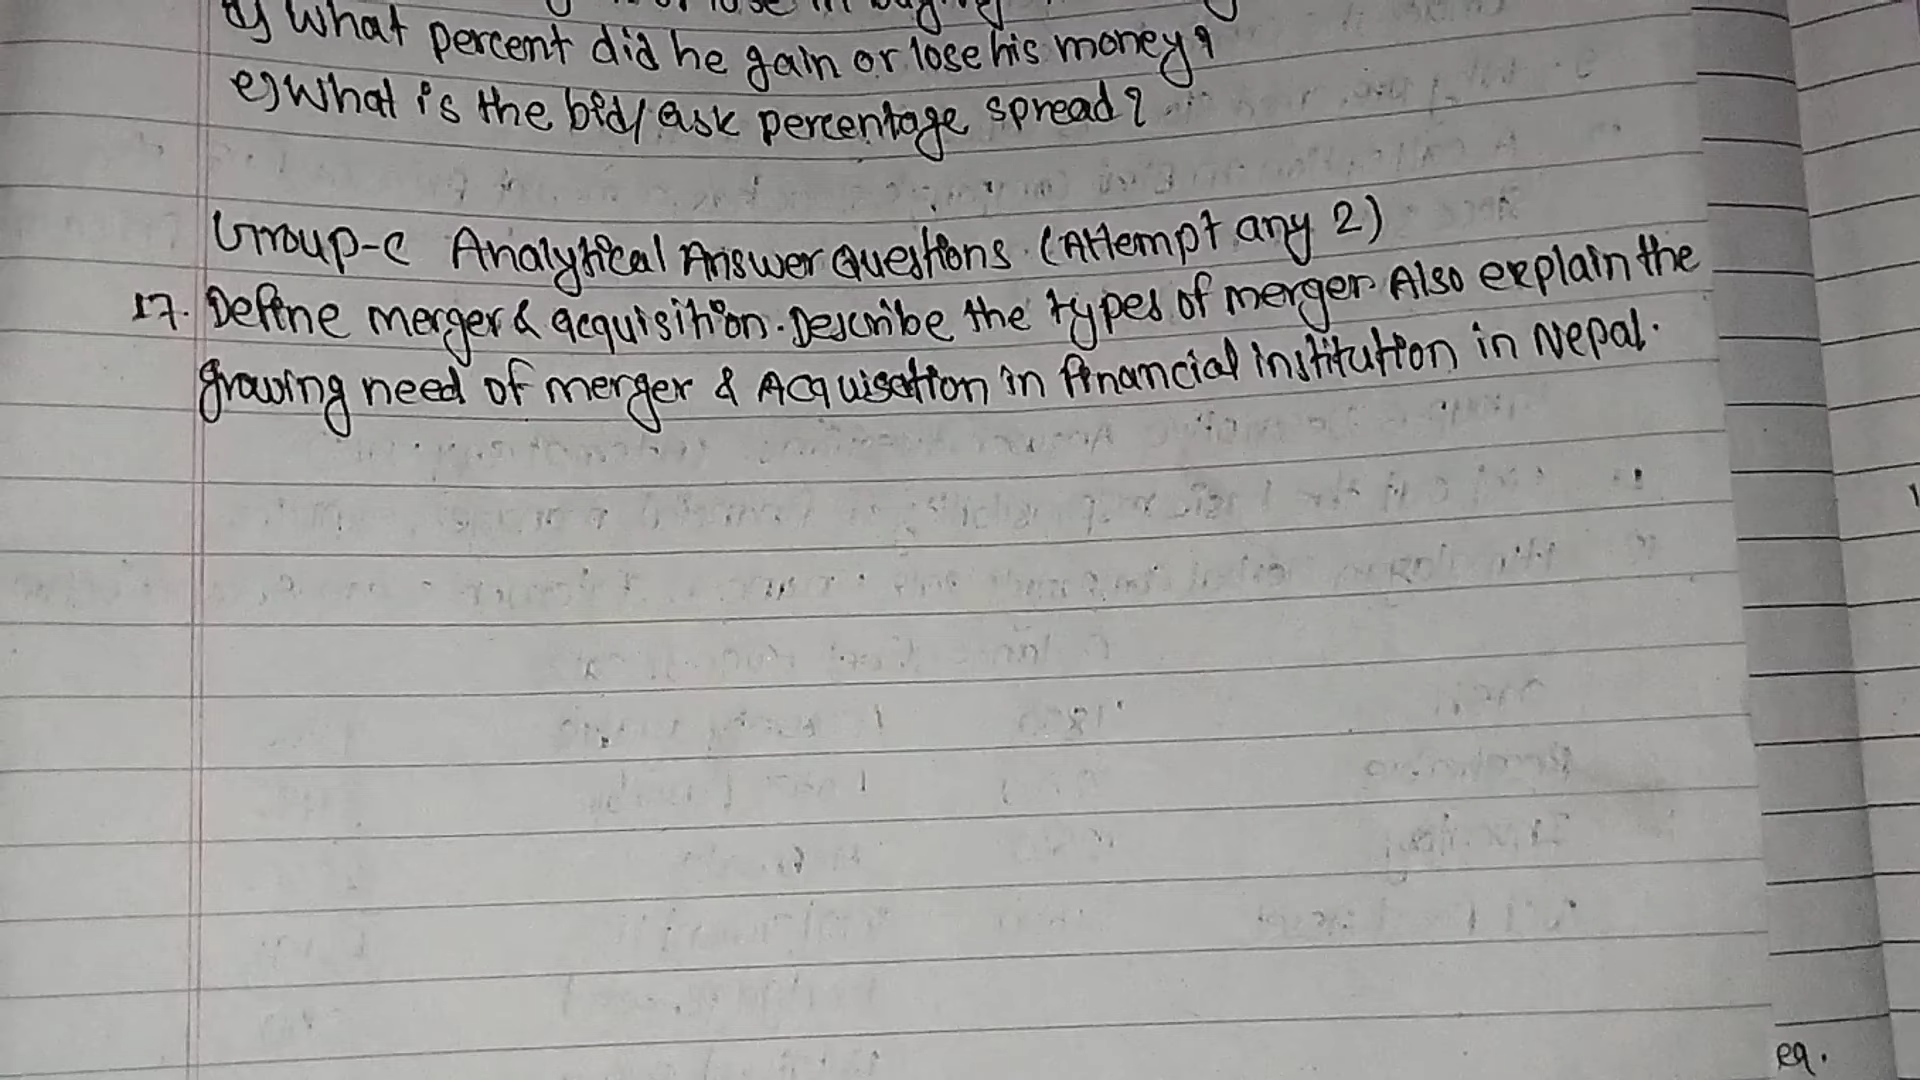 d) What percent did he gain or lose his money?
e) What is the bid/ask percentage spread?
Group-C Analytical Answer Questions. (Attempt any 2)
17. Define merger & acquisition. Describe the types of merger. Also explain the
growing need of merger & Acquisation in financial institution in Nepal.
eq.